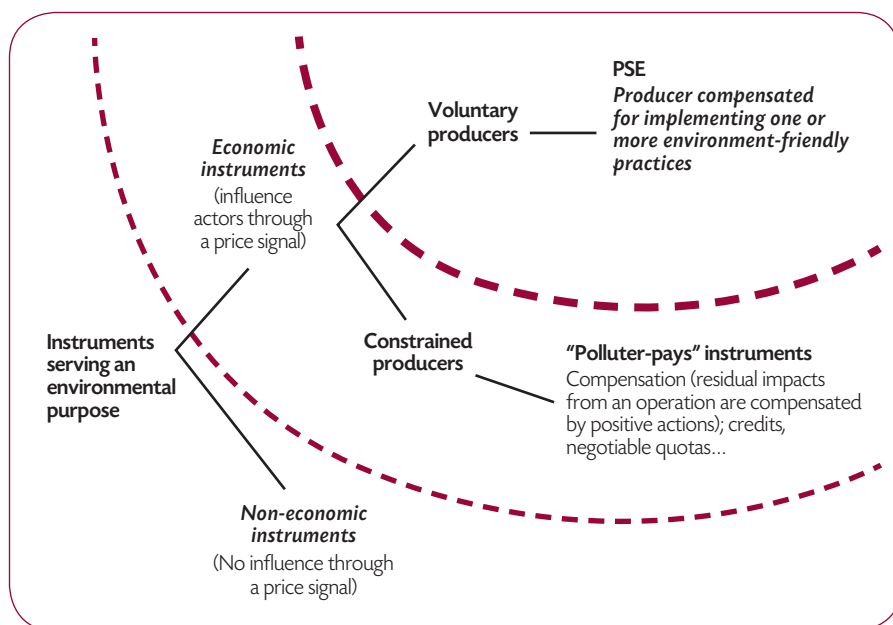 PSE
Producer compensated
for implementing one or
more environment-friendly
practices
Voluntary
producers
Economic
instruments
(influence
actors through
a price signal)
Instruments
serving an
environmental
purpose
Constrained
producers
“Polluter-pays” instruments
Compensation (residual impacts
from an operation are compensated
by positive actions); credits,
negotiable quotas...
Non-economic
instruments
(No influence through
a price signal)